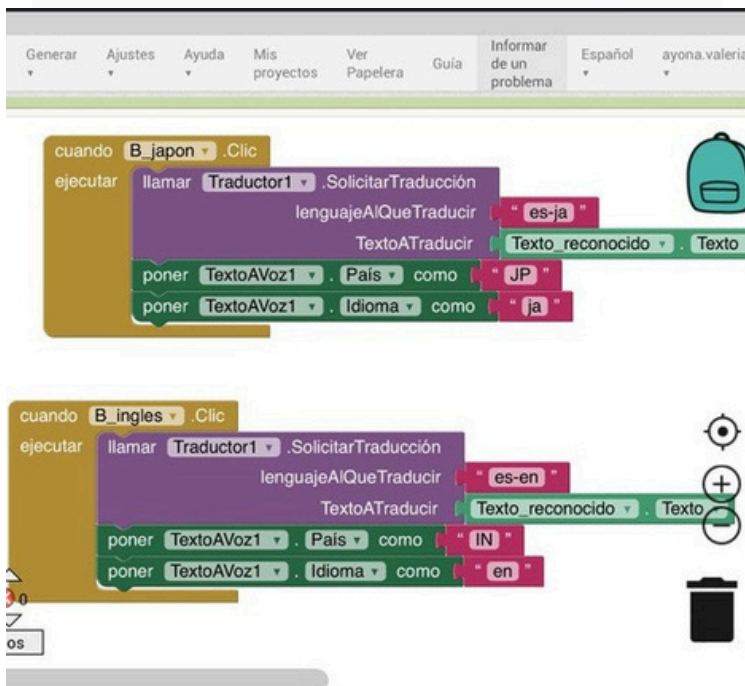 Generar Ajustes Ayuda Mis proyectos Ver Papelera Guía Informar de un problema Español ayona.valeria
cuando B_japon .Clic
ejecutar llamar Traductor1 .SolicitarTraducción
lenguajeAlQueTraducir " es-ja "
TextoATraducir Texto_reconocido . Texto
poner TextoAVoz1 . País como " JP "
poner TextoAVoz1 . Idioma como " ja "
cuando B_ingles .Clic
ejecutar llamar Traductor1 .SolicitarTraducción
lenguajeAlQueTraducir " es-en "
TextoATraducir Texto_reconocido . Texto
poner TextoAVoz1 . País como " IN "
poner TextoAVoz1 . Idioma como " en "
0
os